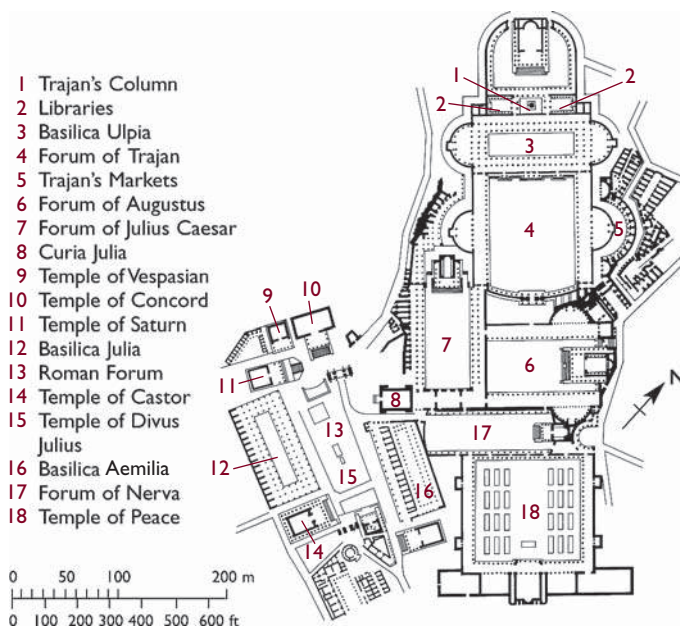 1 Trajan's Column
2 Libraries
3 Basilica Ulpia
4 Forum of Trajan
5 Trajan's Markets
6 Forum of Augustus
7 Forum of Julius Caesar
8 Curia Julia
9 Temple of Vespasian
10 Temple of Concord
11 Temple of Saturn
12 Basilica Julia
13 Roman Forum
14 Temple of Castor
15 Temple of Divus
Julius
16 Basilica Aemilia
17 Forum of Nerva
18 Temple of Peace
0 50 100 200 m
0 100 200 300 400 500 600 ft
1
2
2
3
4
5
10
9
7
6
11
8
N
13
17
12
15
16
18
14